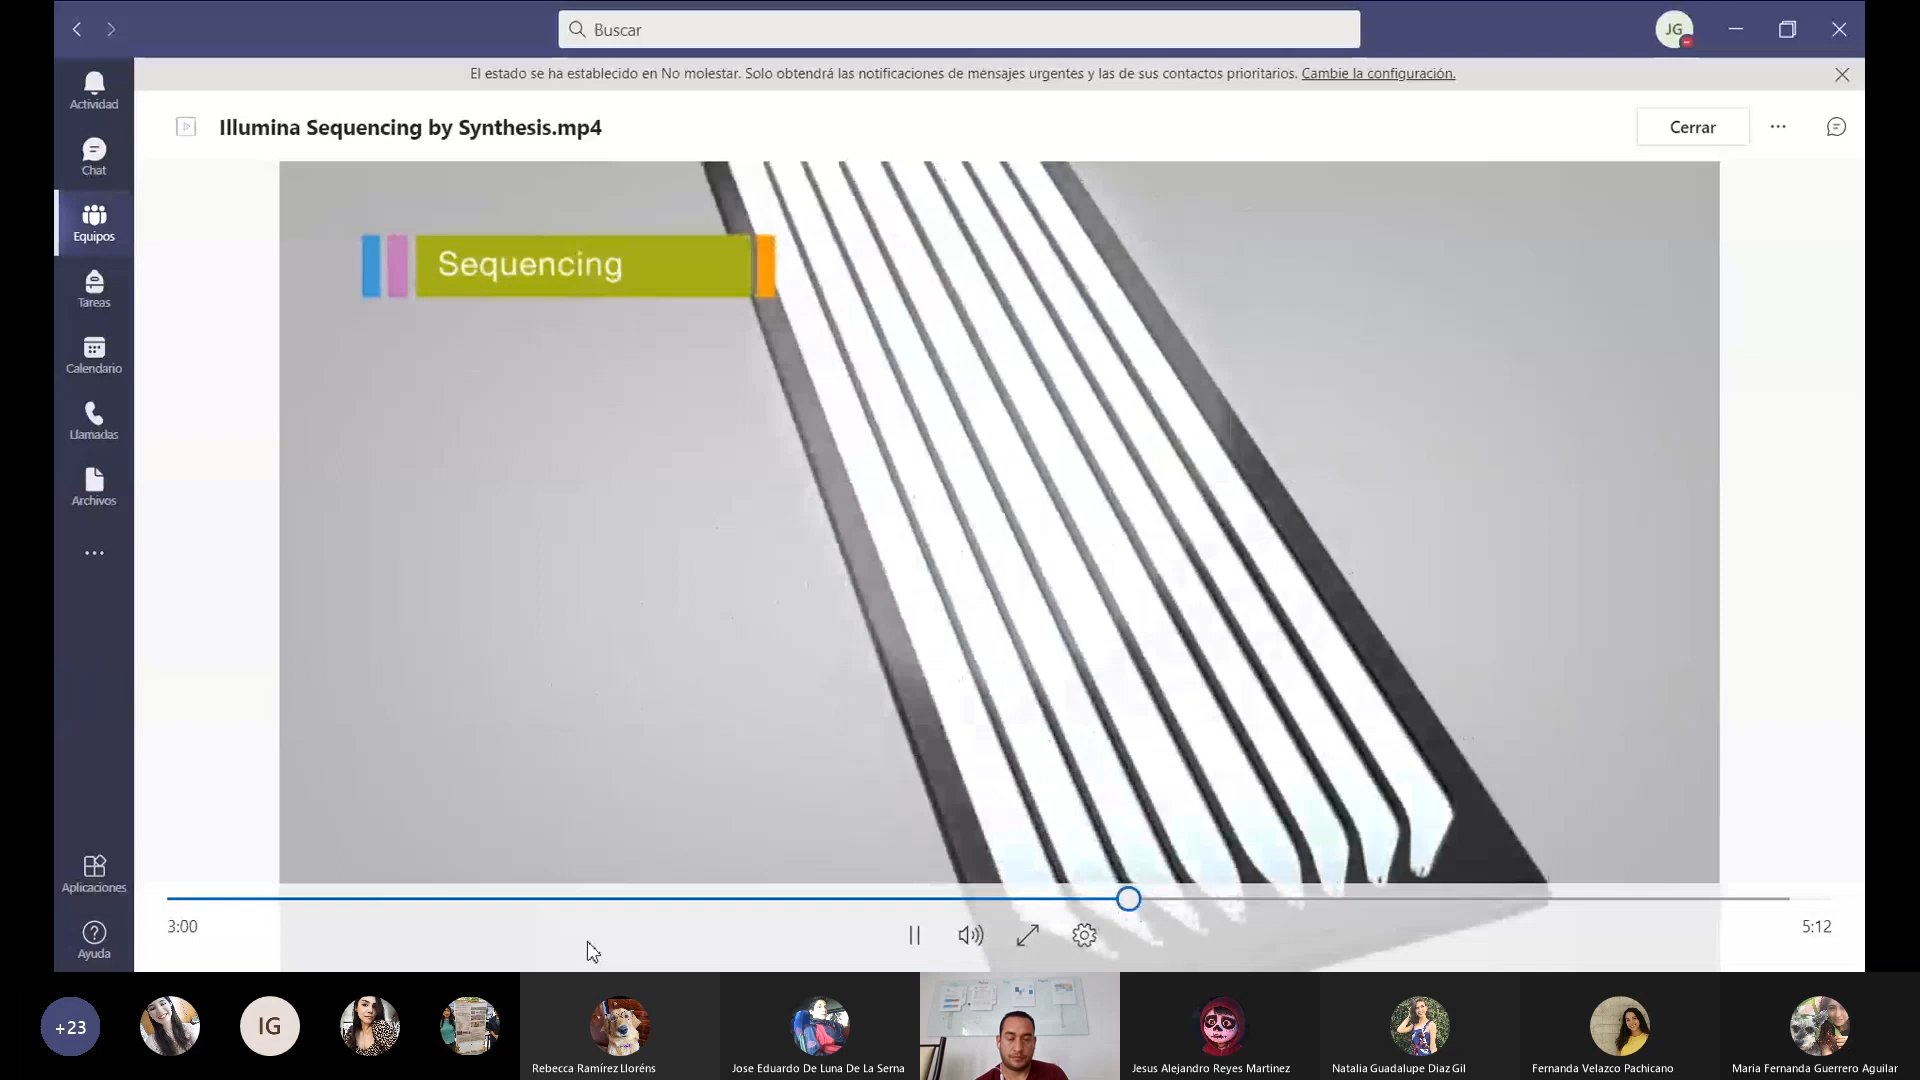 Buscar
JG
El estado se ha establecido en No molestar. Solo obtendrá las notificaciones de mensajes urgentes y las de sus contactos prioritarios. Cambie la configuración.
Actividad
Chat
Equipos
Tareas
Calendario
Llamadas
Archivos
Aplicaciones
Ayuda
Illumina Sequencing by Synthesis.mp4
Cerrar
Sequencing
3:00
5:12
+23
IG
Rebecca Ramírez Lloréns
Jose Eduardo De Luna De La Serna
Jesus Alejandro Reyes Martinez
Natalia Guadalupe Diaz Gil
Fernanda Velazco Pachicano
Maria Fernanda Guerrero Aguilar